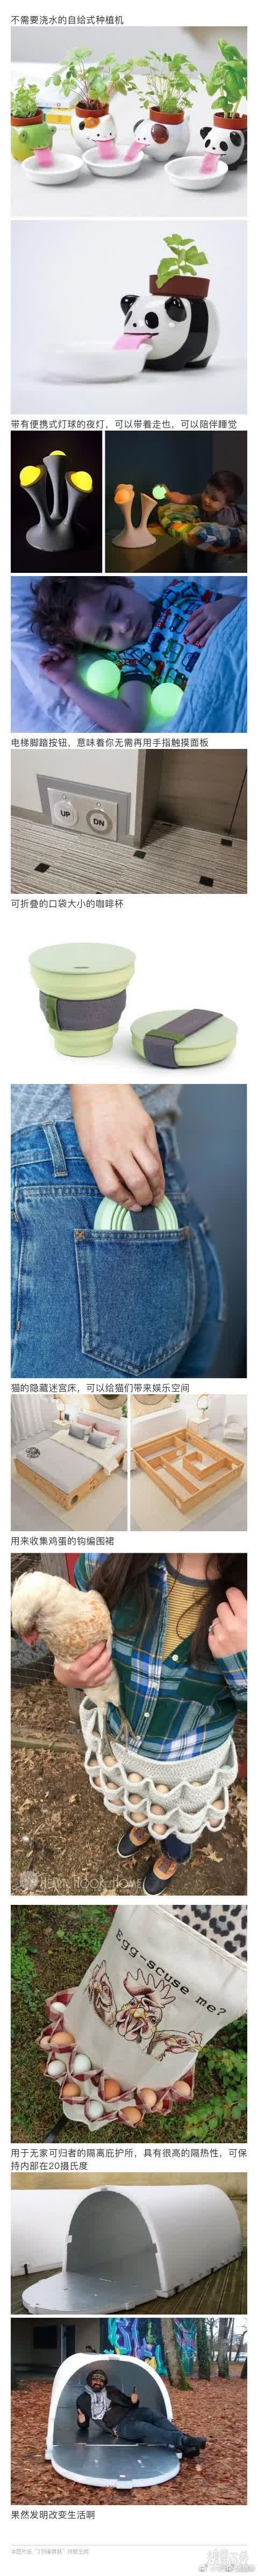 不需要浇水的自给式种植机
带有便携式灯球的夜灯，可以带着走也，可以陪伴睡觉
电梯脚踏按钮，意味着你无需再用手指触摸面板
UP
DN
可折叠的口袋大小的咖啡杯
猫的隐藏迷宫床，可以给猫们带来娱乐空间
用来收集鸡蛋的钩编围裙
Egg-scuse me?
用于无家可归者的隔离庇护所，具有很高的隔热性，可保
持内部在20摄氏度
果然发明改变生活啊